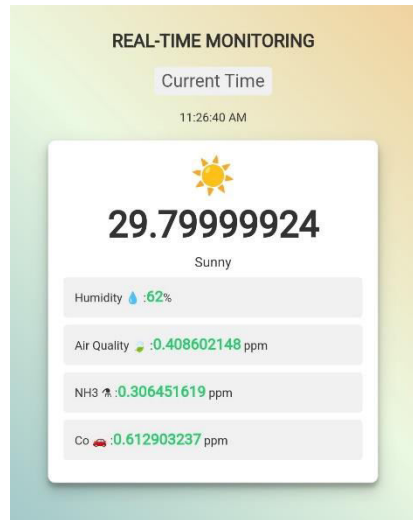 REAL-TIME MONITORING
Current Time
11:26:40 AM
29.79999924
Sunny
Humidity 💧 :62%
Air Quality 🍃 :0.408602148 ppm
NH3 ⚗ :0.306451619 ppm
Co 🚗 :0.612903237 ppm